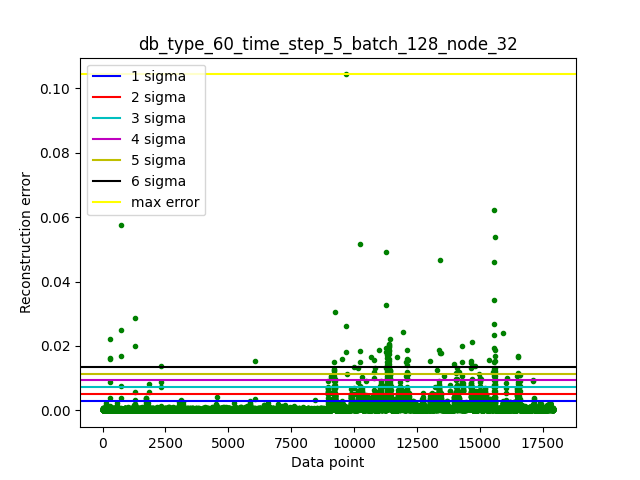 db_type_60_time_step_5_batch_128_node_32
1 sigma
2 sigma
3 sigma
4 sigma
5 sigma
6 sigma
max error
0.10
0.08
0.06
0.04
0.02
0.00
Reconstruction error
0
2500
5000
7500
10000
12500
15000
17500
Data point